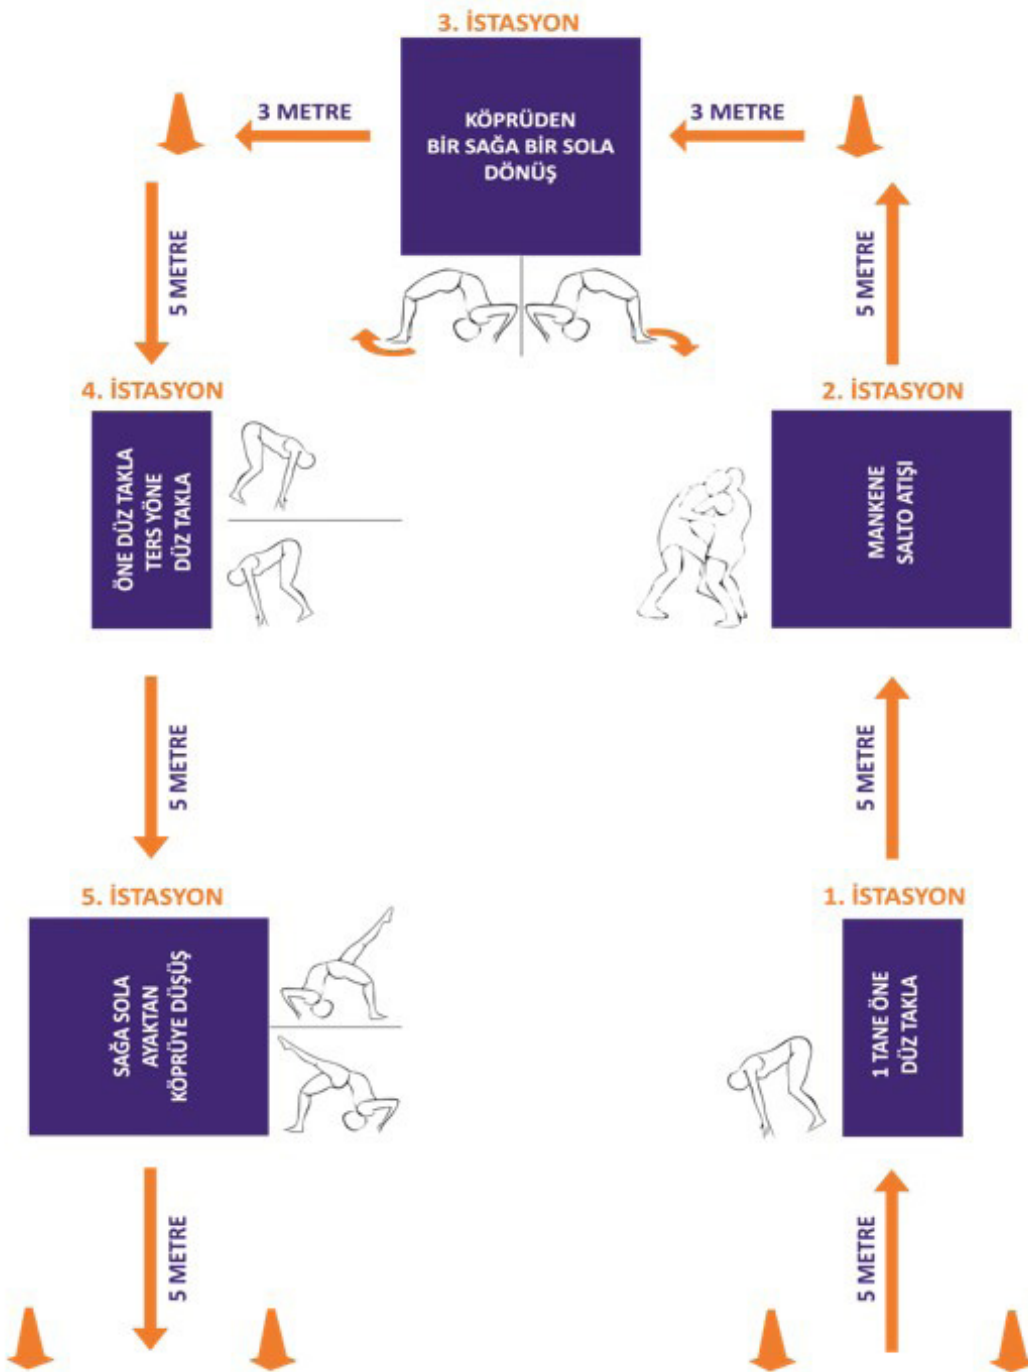 3. İSTASYON
KÖPRÜDEN
BİR SAĞA BİR SOLA
DÖNÜŞ
3 METRE
3 METRE
5 METRE
5 METRE
4. İSTASYON
ÖNE DÜZ TAKLA
TERS YÖNE
DÜZ TAKLA
2. İSTASYON
MANKENE
SALTO ATIŞI
5 METRE
5 METRE
5. İSTASYON
SAĞA SOLA
AYAKTAN
KÖPRÜYE DÜŞÜŞ
1. İSTASYON
1 TANE ÖNE
DÜZ TAKLA
5 METRE
5 METRE